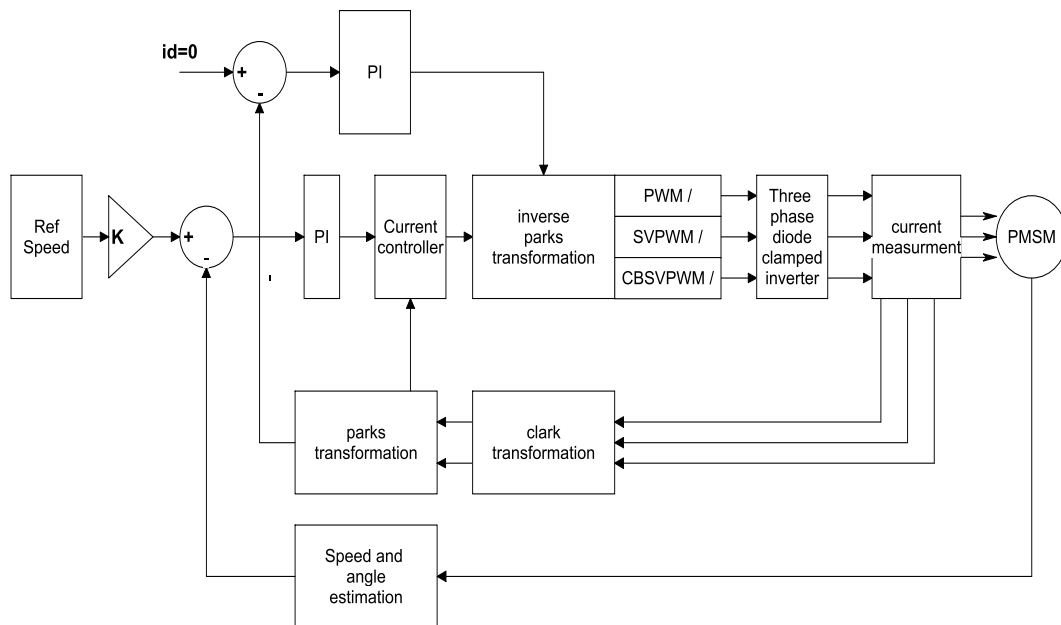 id=0
+
-
PI
Ref
Speed
K
+
-
PI
Current
controller
inverse
parks
transformation
PWM /
SVPWM /
CBSVPWM /
Three
phase
diode
clamped
inverter
current
measurment
PMSM
parks
transformation
clark
transformation
Speed and
angle
estimation